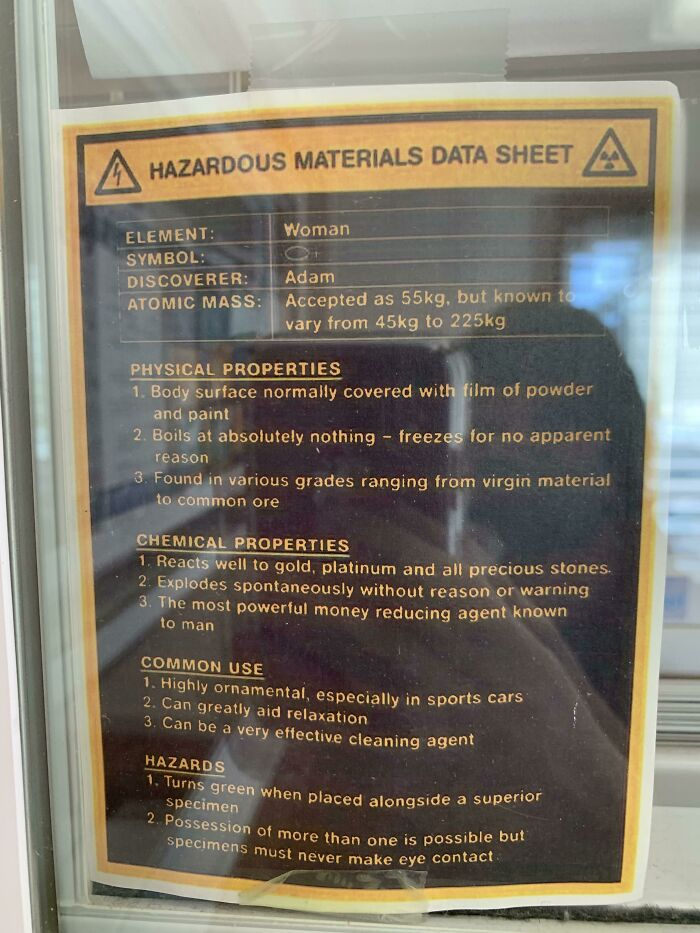 HAZARDOUS MATERIALS DATA SHEET
ELEMENT: Woman
SYMBOL:
DISCOVERER: Adam
ATOMIC MASS: Accepted as 55kg, but known to
vary from 45kg to 225kg
PHYSICAL PROPERTIES
1. Body surface normally covered with film of powder
and paint
2. Boils at absolutely nothing – freezes for no apparent
reason
3. Found in various grades ranging from virgin material
to common ore
CHEMICAL PROPERTIES
1. Reacts well to gold, platinum and all precious stones
2. Explodes spontaneously without reason or warning
3. The most powerful money reducing agent known
to man
COMMON USE
1. Highly ornamental, especially in sports cars
2. Can greatly aid relaxation
3. Can be a very effective cleaning agent
HAZARDS
1. Turns green when placed alongside a superior
specimen
2. Possession of more than one is possible but
specimens must never make eye contact